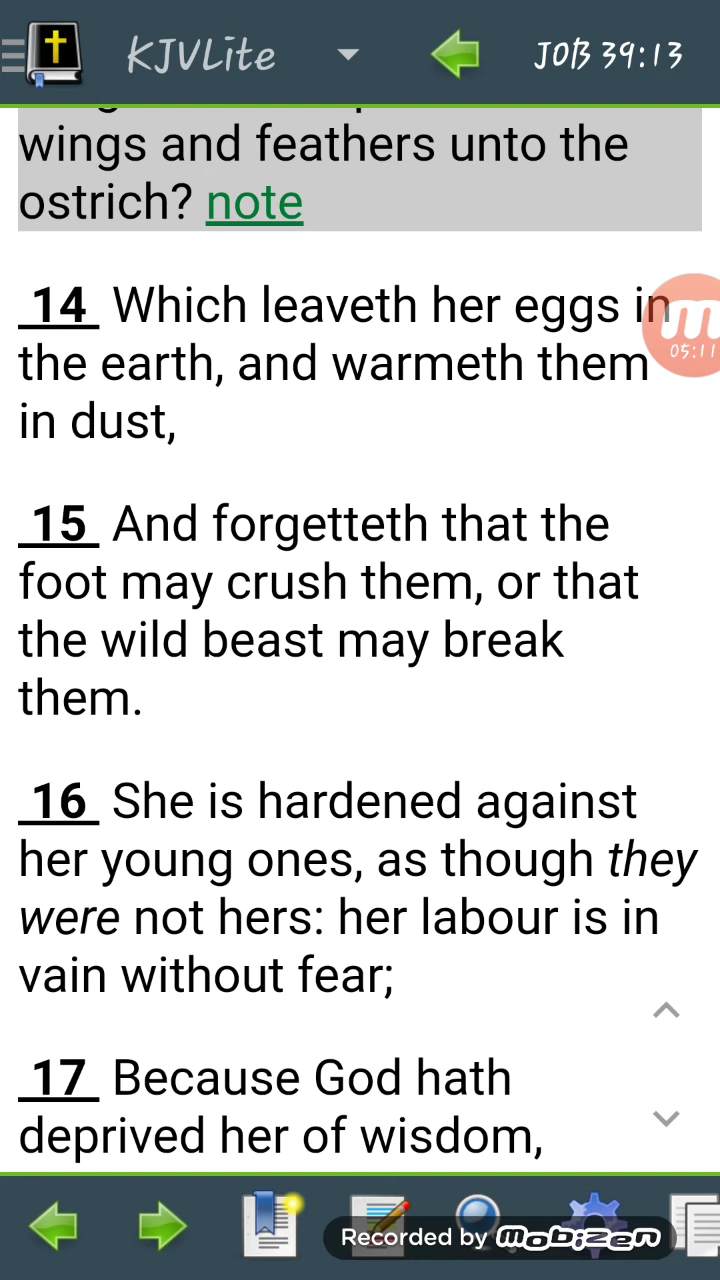 KJVLite JOB 39:13
wings and feathers unto the
ostrich? note
14 Which leaveth her eggs in
the earth, and warmeth them
in dust,
05:11
15 And forgetteth that the
foot may crush them, or that
the wild beast may break
them.
16 She is hardened against
her young ones, as though they
were not hers: her labour is in
vain without fear;
17 Because God hath
deprived her of wisdom,
Recorded by mobizen